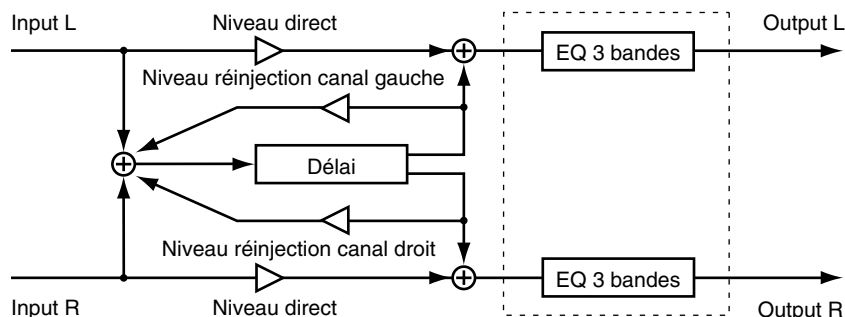 Input L
Niveau direct
Output L
EQ 3 bandes
Niveau réinjection canal gauche
Délai
Niveau réinjection canal droit
EQ 3 bandes
Input R
Niveau direct
Output R